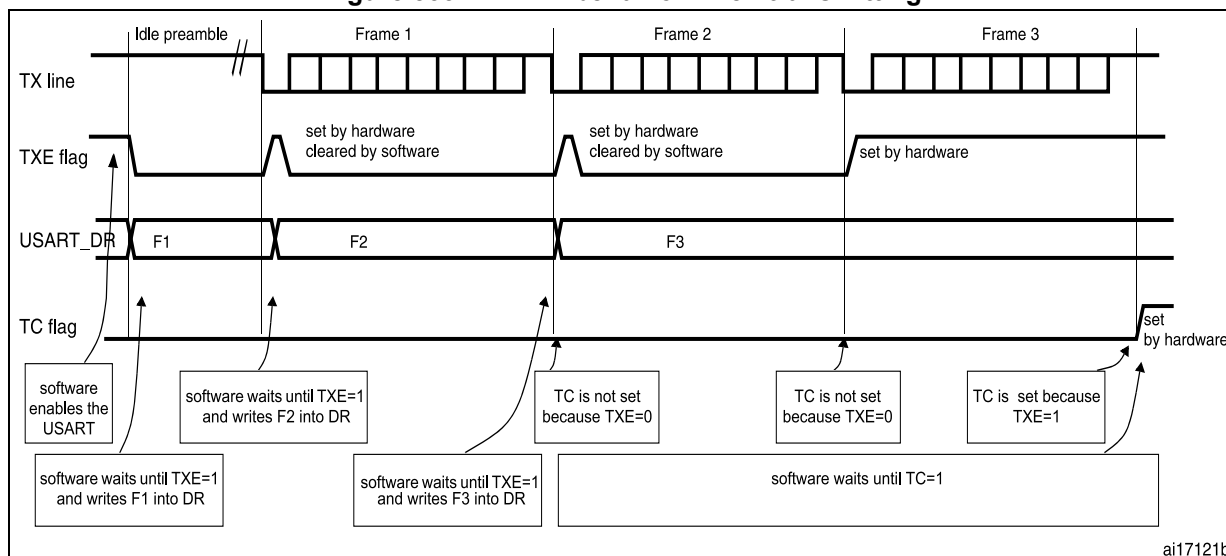 Idle preamble
Frame 1
Frame 2
Frame 3
TX line
TXE flag
set by hardware
cleared by software
set by hardware
cleared by software
set by hardware
USART_DR
F1
F2
F3
TC flag
set
by hardware
software
enables the
USART
software waits until TXE=1
and writes F2 into DR
TC is not set
because TXE=0
TC is not set
because TXE=0
TC is set because
TXE=1
software waits until TXE=1
and writes F1 into DR
software waits until TXE=1
and writes F3 into DR
software waits until TC=1
ai17121b